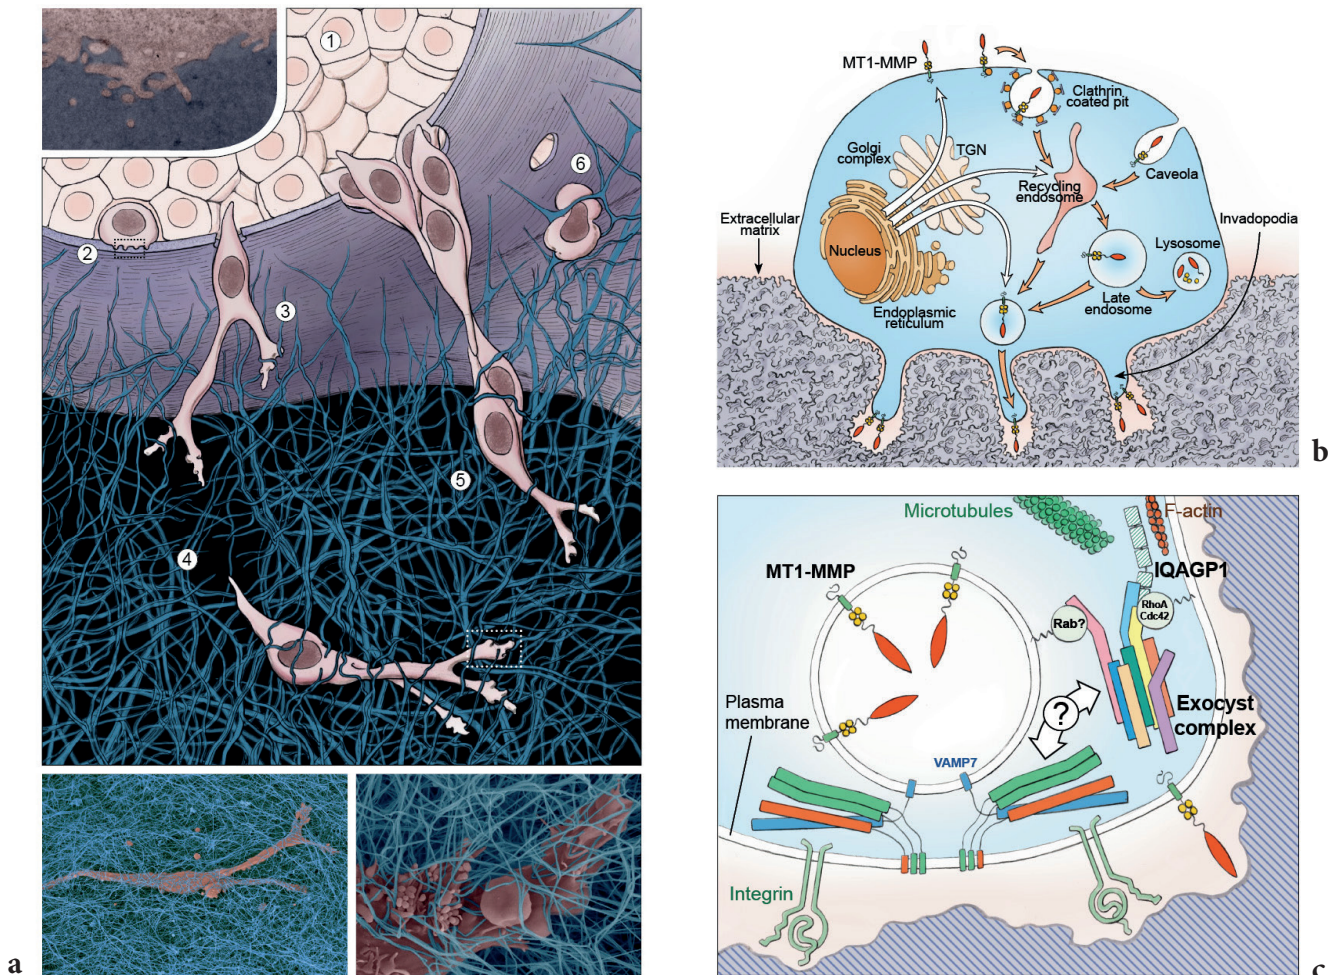 1
2
3
4
5
6
a
MT1-MMP
Clathrin
coated pit
Golgi
complex
TGN
Recycling
endosome
Caveola
Extracellular
matrix
Invadopodia
Nucleus
Lysosome
Endoplasmic
reticulum
Late
endosome
b
Microtubules
F-actin
MT1-MMP
IQAGP1
Rab?
RhoA
Cdc42
Plasma
membrane
?
Exocyst
complex
VAMP7
Integrin
c